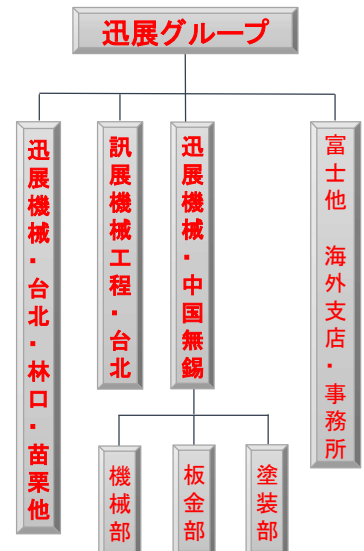 迅展グループ
迅展機械・台北・林口・苗栗他
訊展機械工程・台北
迅展機械・中国無錫
富士他　海外支店・事務所
機械部
板金部
塗装部